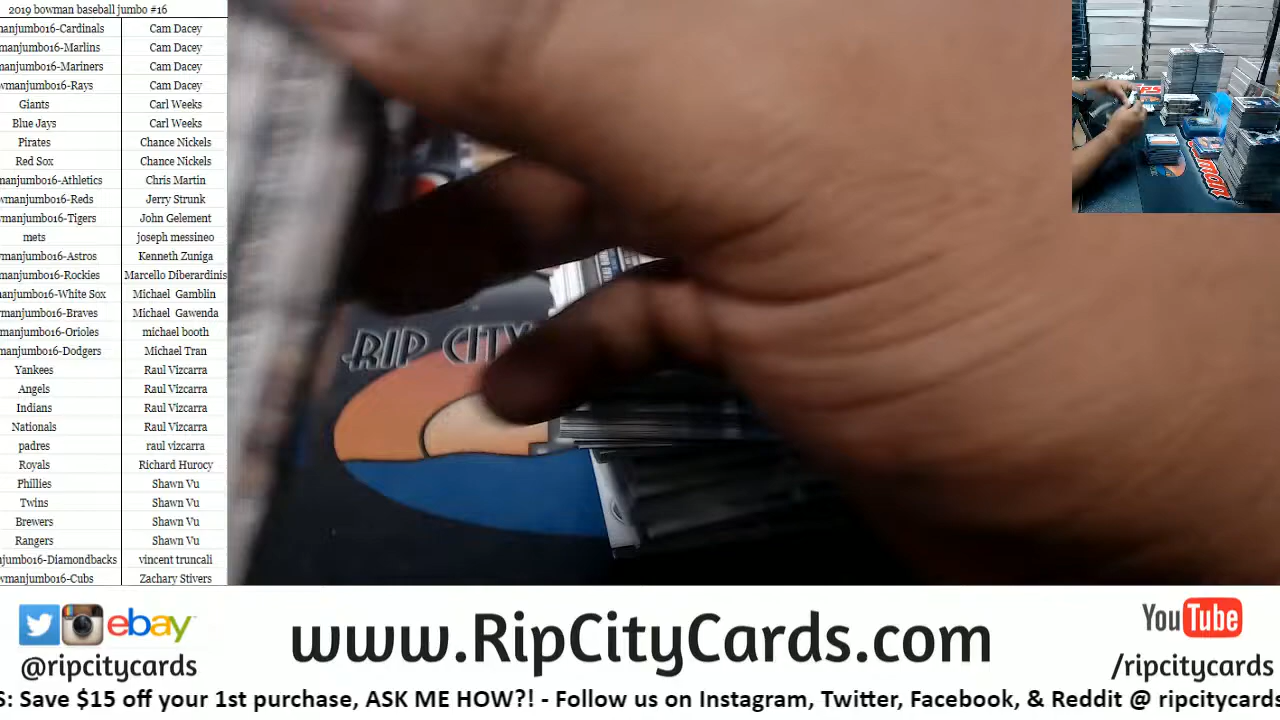 2019 bowman baseball jumbo #16
manjumbo16-Cardinals Cam Dacey
manjumbo16-Marlins Cam Dacey
manjumbo16-Mariners Cam Dacey
wmanjumbo16-Rays Cam Dacey
Giants Carl Weeks
Blue Jays Carl Weeks
Pirates Chance Nickels
Red Sox Chance Nickels
manjumbo16-Athletics Chris Martin
wmanjumbo16-Reds Jerry Strunk
wmanjumbo16-Tigers John Gelement
mets joseph messineo
wmanjumbo16-Astros Kenneth Zuniga
manjumbo16-Rockies Marcello Diberardinis
manjumbo16-White Sox Michael Gamblin
manjumbo16-Braves Michael Gawenda
manjumbo16-Orioles michael booth
manjumbo16-Dodgers Michael Tran
Yankees Raul Vizcarra
Angels Raul Vizcarra
Indians Raul Vizcarra
Nationals Raul Vizcarra
padres raul vizcarra
Royals Richard Hurocy
Phillies Shawn Vu
Twins Shawn Vu
Brewers Shawn Vu
Rangers Shawn Vu
njumbo16-Diamondbacks vincent truncali
wmanjumbo16-Cubs Zachary Stivers
RIP CITY
ebay
@ripcitycards
www.RipCityCards.com
YouTube
/ripcitycards
S: Save $15 off your 1st purchase, ASK ME HOW?! - Follow us on Instagram, Twitter, Facebook, & Reddit @ ripcitycards